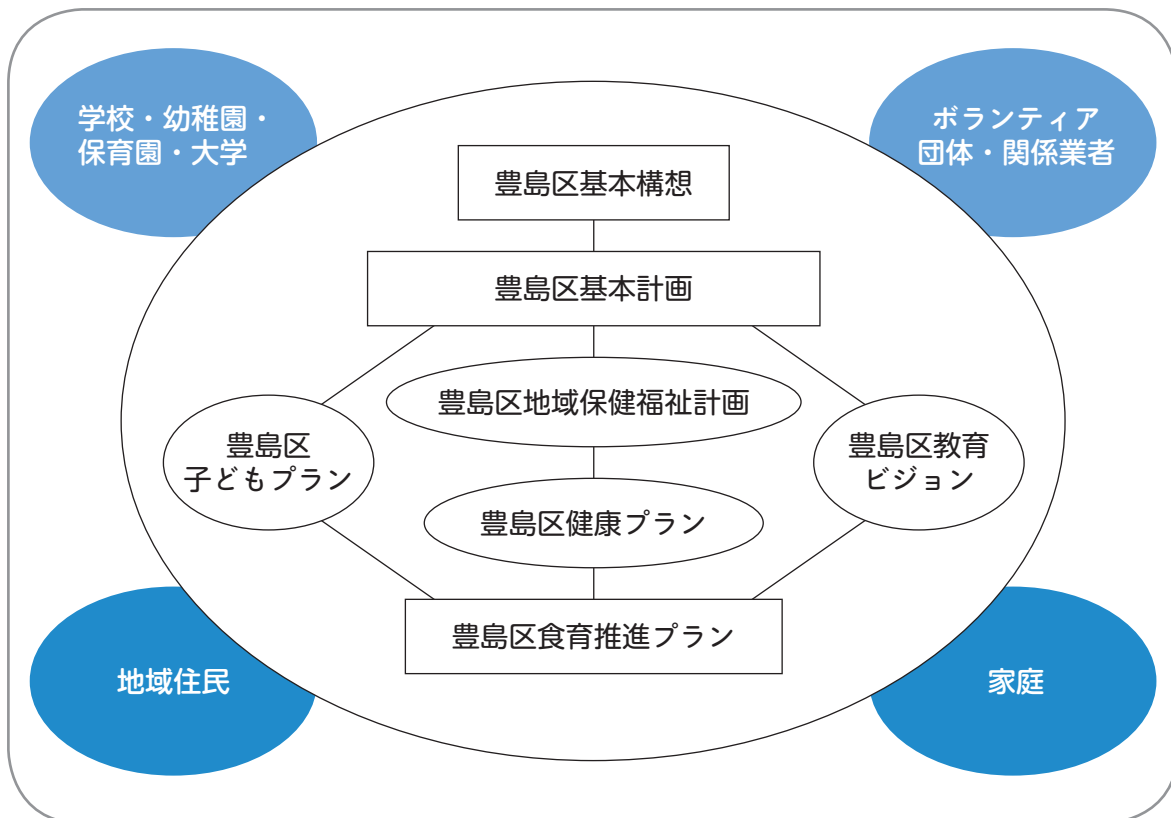 学校・幼稚園・
保育園・大学
ボランティア
団体・関係業者
豊島区基本構想
豊島区基本計画
豊島区地域保健福祉計画
豊島区
子どもプラン
豊島区教育
ビジョン
豊島区健康プラン
豊島区食育推進プラン
地域住民
家庭